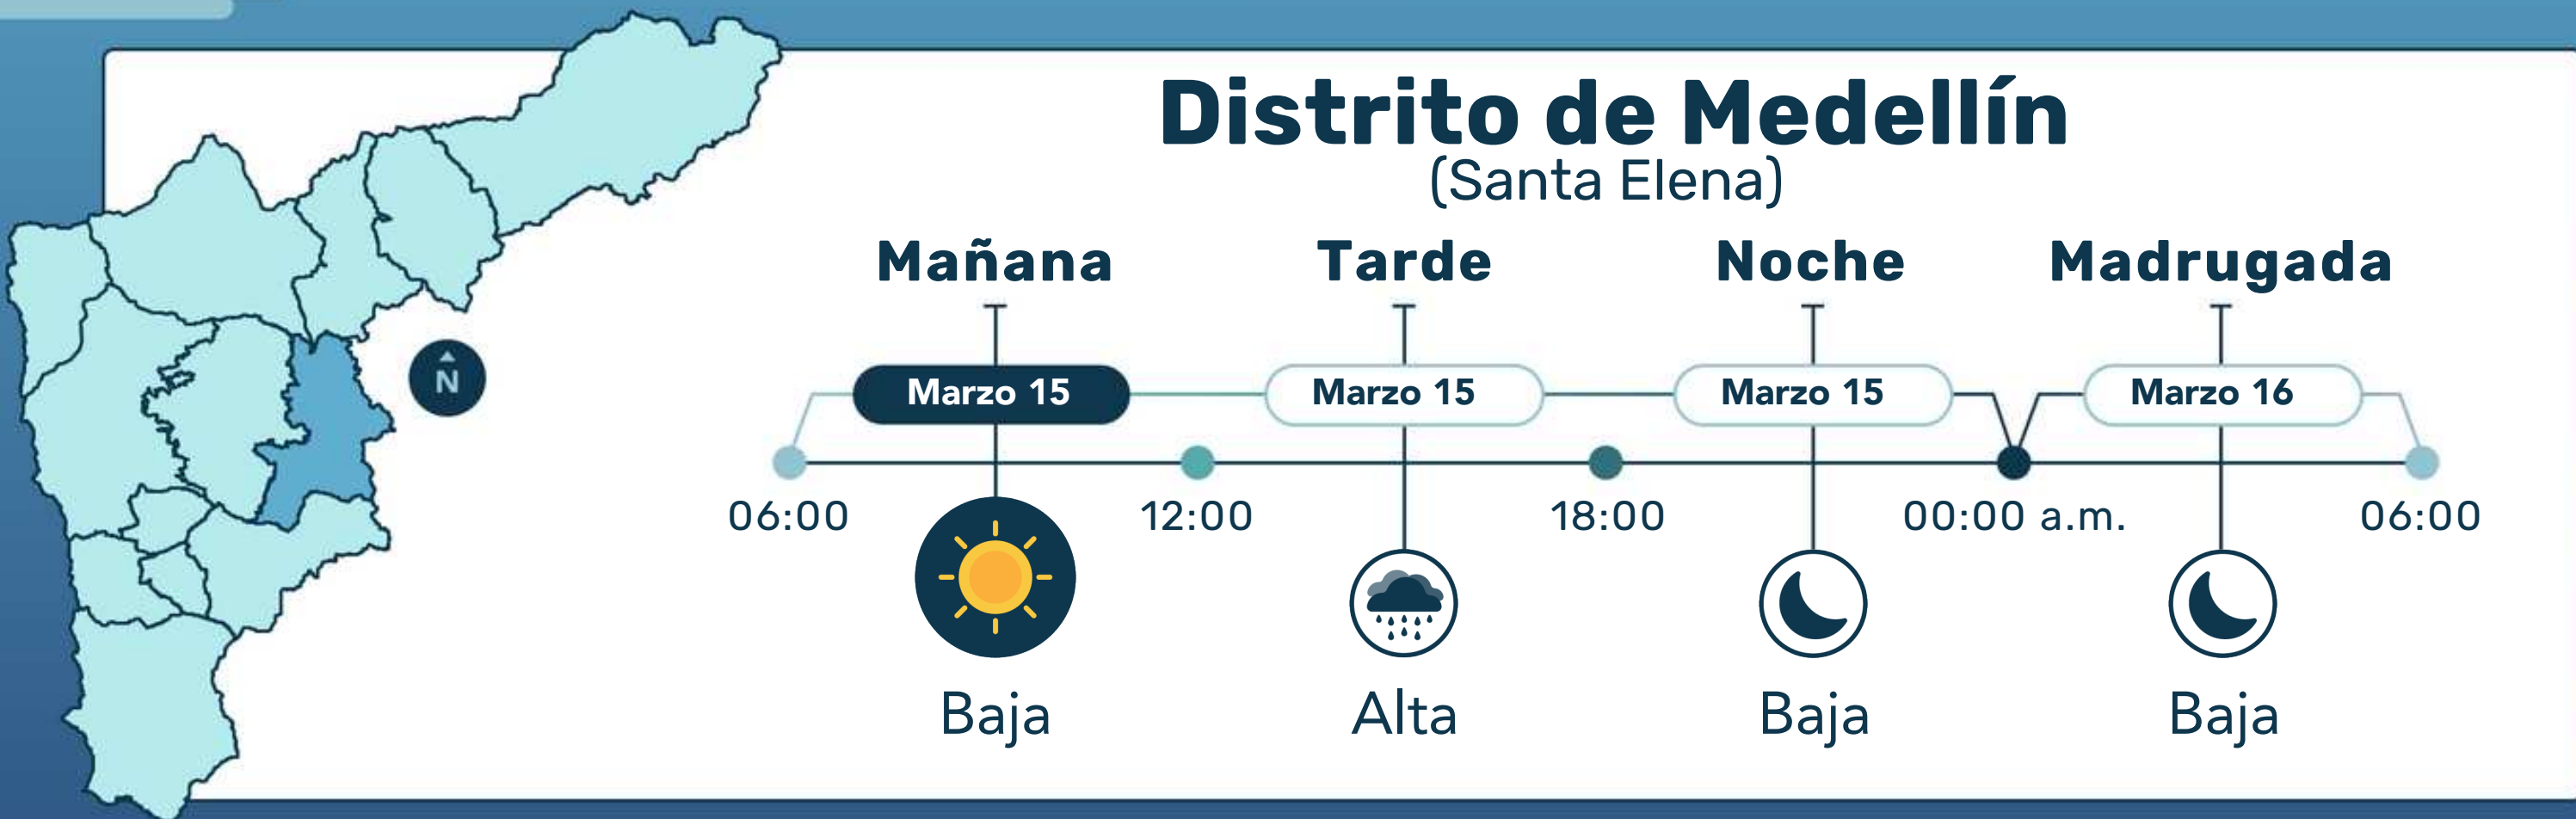 Distrito de Medellín
(Santa Elena)
Mañana Tarde Noche Madrugada
N
Marzo 15 Marzo 15 Marzo 15 Marzo 16
06:00 12:00 18:00 00:00 a.m. 06:00
Baja Alta Baja Baja